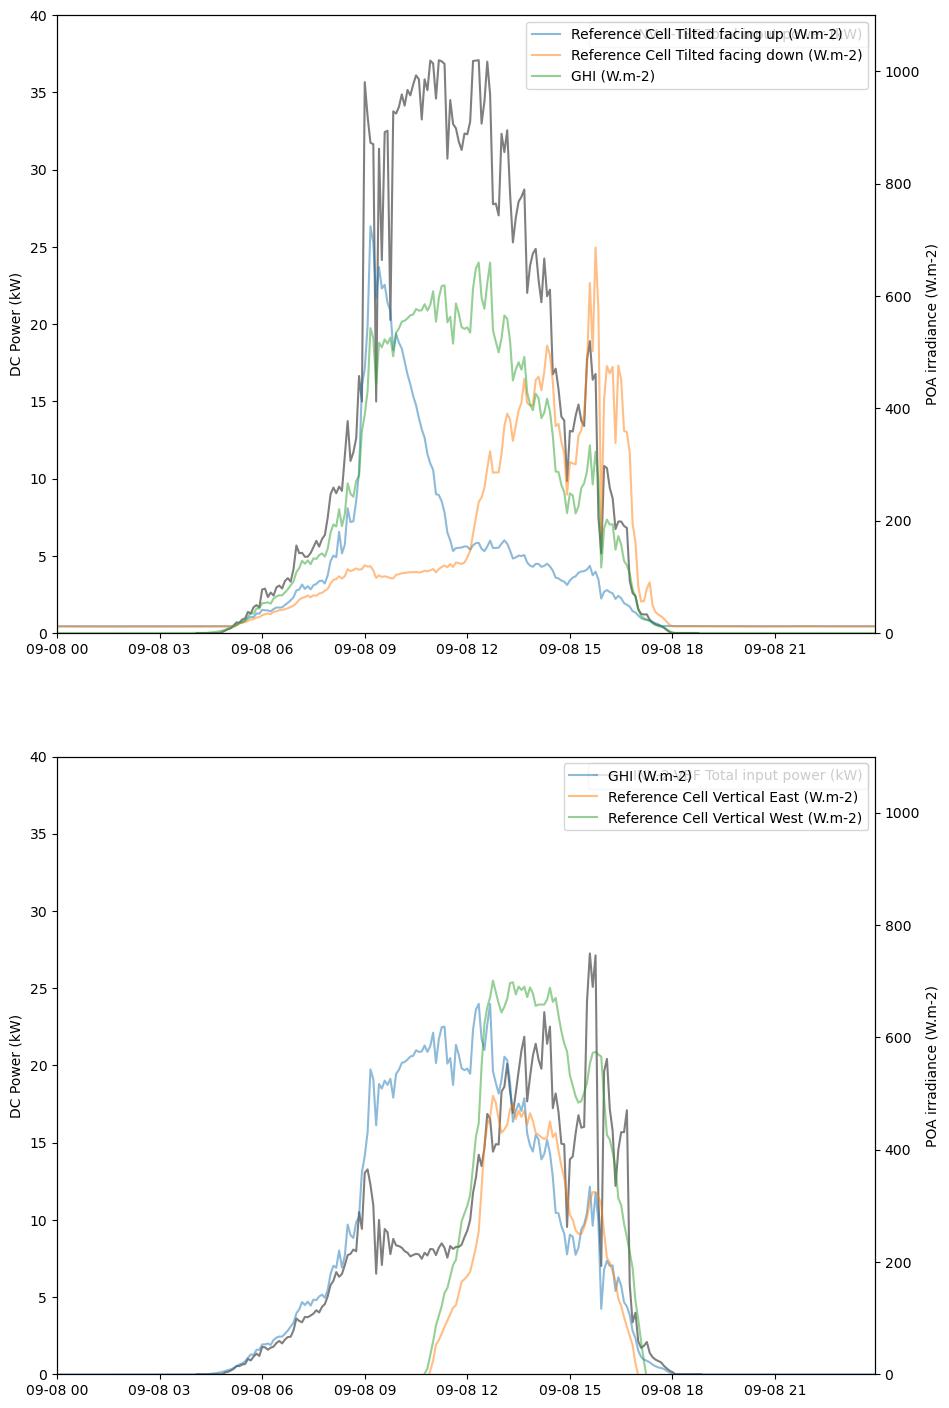 40
35
30
25
20
15
10
5
0
DC Power (kW)
Reference Cell Tilted facing up (W.m-2)
Reference Cell Tilted facing down (W.m-2)
GHI (W.m-2)
1000
800
600
400
200
0
POA irradiance (W.m-2)
09-08 00 09-08 03 09-08 06 09-08 09 09-08 12 09-08 15 09-08 18 09-08 21
40
35
30
25
20
15
10
5
0
DC Power (kW)
GHI (W.m-2) Total input power (kW)
Reference Cell Vertical East (W.m-2)
Reference Cell Vertical West (W.m-2)
1000
800
600
400
200
0
POA irradiance (W.m-2)
09-08 00 09-08 03 09-08 06 09-08 09 09-08 12 09-08 15 09-08 18 09-08 21